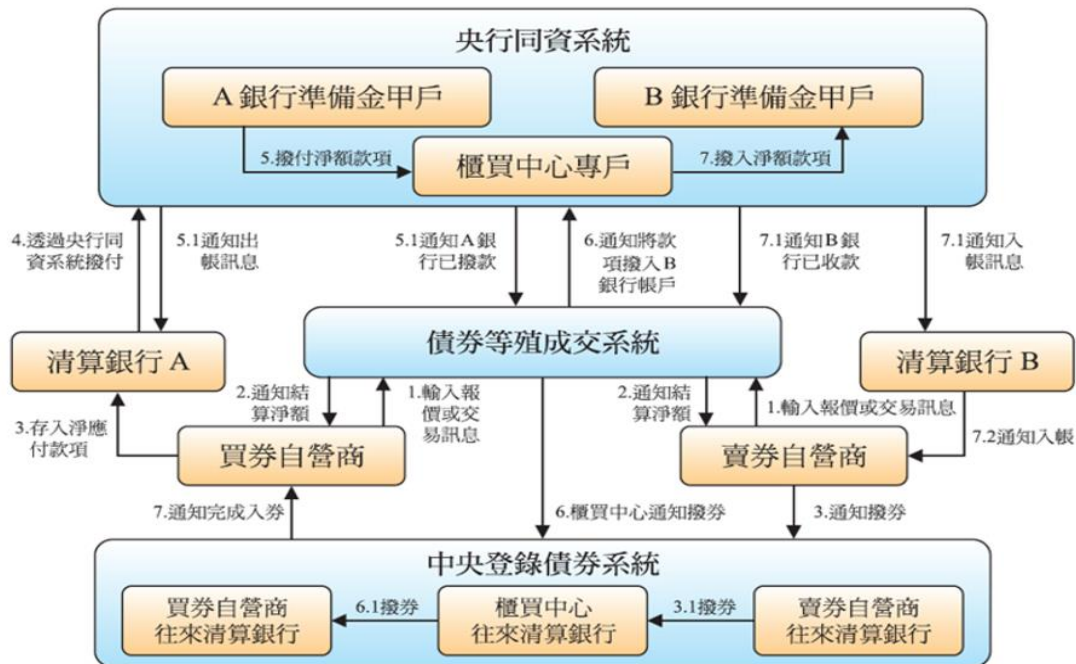 央行同資系統
A 銀行準備金甲戶
B 銀行準備金甲戶
5.撥付淨額款項
櫃買中心專戶
7.撥入淨額款項
4.透過央行同
資系統撥付
5.1通知出
帳訊息
5.1通知A銀
行已撥款
6.通知將款
項撥入B
銀行帳戶
7.1通知B銀
行已收款
7.1通知入
帳訊息
債券等殖成交系統
清算銀行 A
清算銀行 B
2.通知結
算淨額
1.輸入報
價或交
易訊息
2.通知結
算淨額
1.輸入報價或交易訊息
3.存入淨應
付款項
買券自營商
賣券自營商
7.2通知入帳
7.通知完成入券
6.櫃買中心通知撥券
3.通知撥券
中央登錄債券系統
買券自營商
往來清算銀行
6.1撥券
櫃買中心
往來清算銀行
3.1撥券
賣券自營商
往來清算銀行